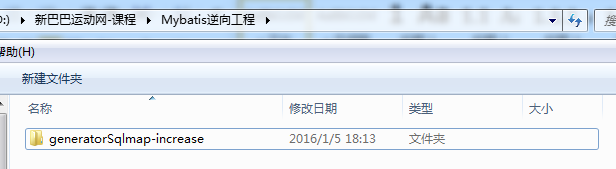 :) ▸ 新巴巴运动网-课程 ▸ Mybatis逆向工程 ▸
帮助(H)
新建文件夹
名称 修改日期 类型 大小
generatorSqlmap-increase 2016/1/5 18:13 文件夹